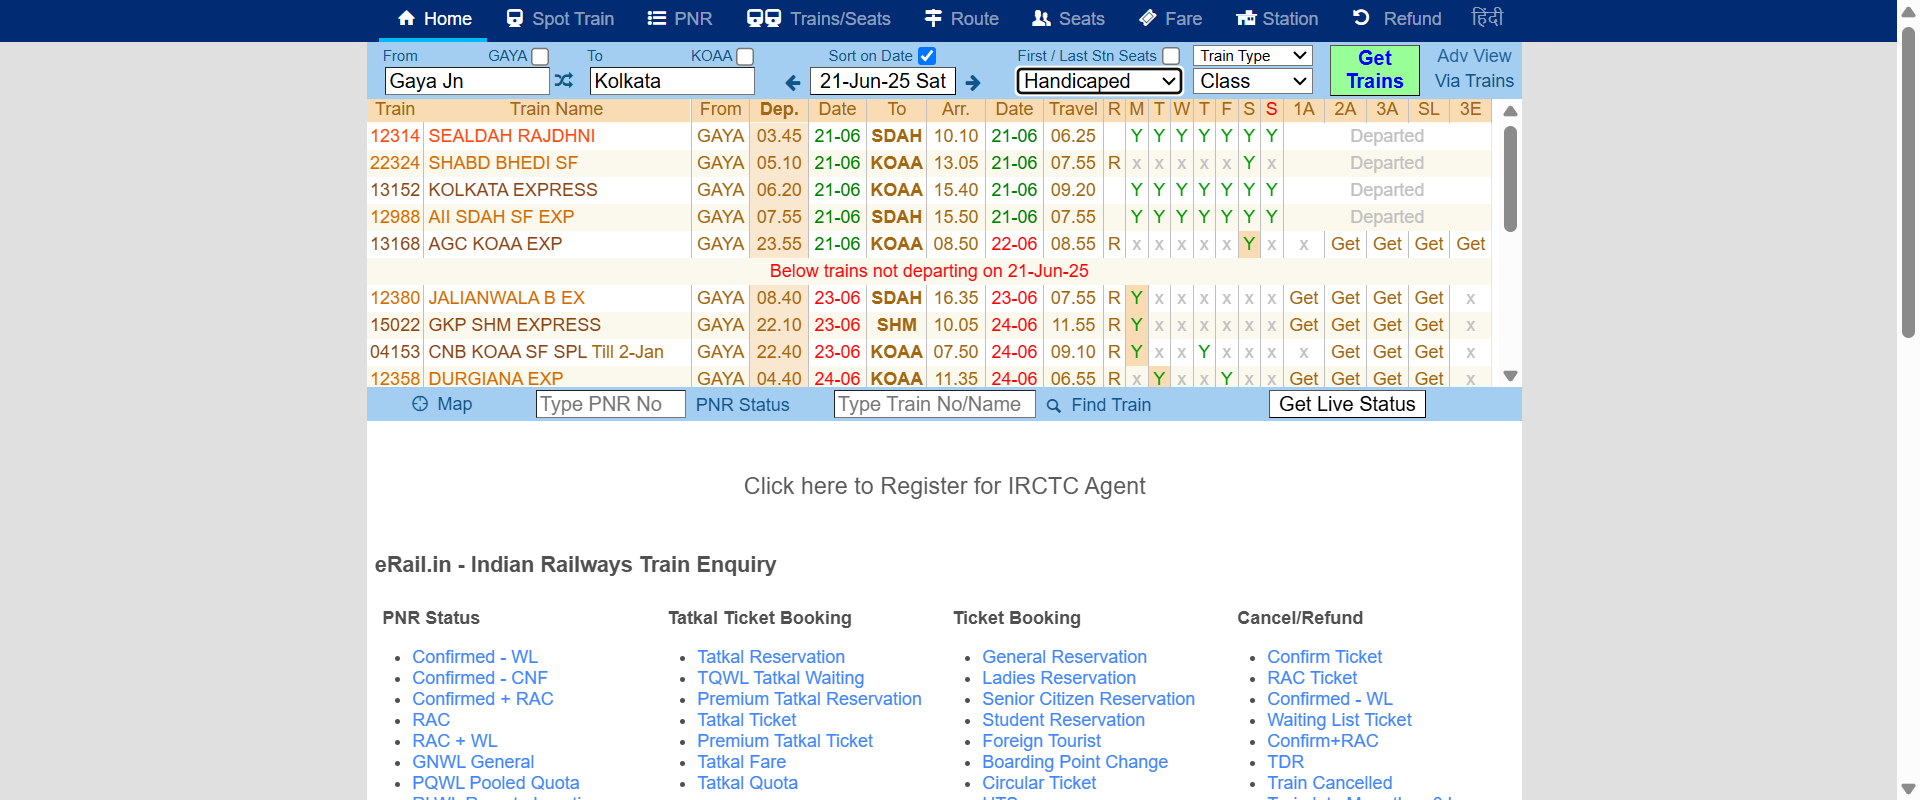 Home Spot Train PNR Trains/Seats Route Seats Fare Station Refund हिंदी
From GAYA To KOAA Sort on Date First / Last Stn Seats Train Type Get Trains Adv View
Gaya Jn Kolkata 21-Jun-25 Sat Handicaped Class Via Trains
Train Train Name From Dep. Date To Arr. Date Travel R M T W T F S S 1A 2A 3A SL 3E
12314 SEALDAH RAJDHNI GAYA 03.45 21-06 SDAH 10.10 21-06 06.25 Y Y Y Y Y Y Y Departed
22324 SHABD BHEDI SF GAYA 05.10 21-06 KOAA 13.05 21-06 07.55 R x x x x x Y x Departed
13152 KOLKATA EXPRESS GAYA 06.20 21-06 KOAA 15.40 21-06 09.20 Y Y Y Y Y Y Y Departed
12988 AII SDAH SF EXP GAYA 07.55 21-06 SDAH 15.50 21-06 07.55 Y Y Y Y Y Y Y Departed
13168 AGC KOAA EXP GAYA 23.55 21-06 KOAA 08.50 22-06 08.55 R x x x x x Y x x Get Get Get Get
Below trains not departing on 21-Jun-25
12380 JALIANWALA B EX GAYA 08.40 23-06 SDAH 16.35 23-06 07.55 R Y x x x x x x Get Get Get Get x
15022 GKP SHM EXPRESS GAYA 22.10 23-06 SHM 10.05 24-06 11.55 R Y x x x x x x Get Get Get Get x
04153 CNB KOAA SF SPL Till 2-Jan GAYA 22.40 23-06 KOAA 07.50 24-06 09.10 R Y x x Y x x x x Get Get Get x
12358 DURGIANA EXP GAYA 04.40 24-06 KOAA 11.35 24-06 06.55 R x Y x x Y x x Get Get Get Get x
Map Type PNR No PNR Status Type Train No/Name Find Train Get Live Status
Click here to Register for IRCTC Agent
eRail.in - Indian Railways Train Enquiry
PNR Status
Confirmed - WL
Confirmed - CNF
Confirmed + RAC
RAC
RAC + WL
GNWL General
PQWL Pooled Quota
Tatkal Ticket Booking
Tatkal Reservation
TQWL Tatkal Waiting
Premium Tatkal Reservation
Tatkal Ticket
Premium Tatkal Ticket
Tatkal Fare
Tatkal Quota
Ticket Booking
General Reservation
Ladies Reservation
Senior Citizen Reservation
Student Reservation
Foreign Tourist
Boarding Point Change
Circular Ticket
Cancel/Refund
Confirm Ticket
RAC Ticket
Confirmed - WL
Waiting List Ticket
Confirm+RAC
TDR
Train Cancelled